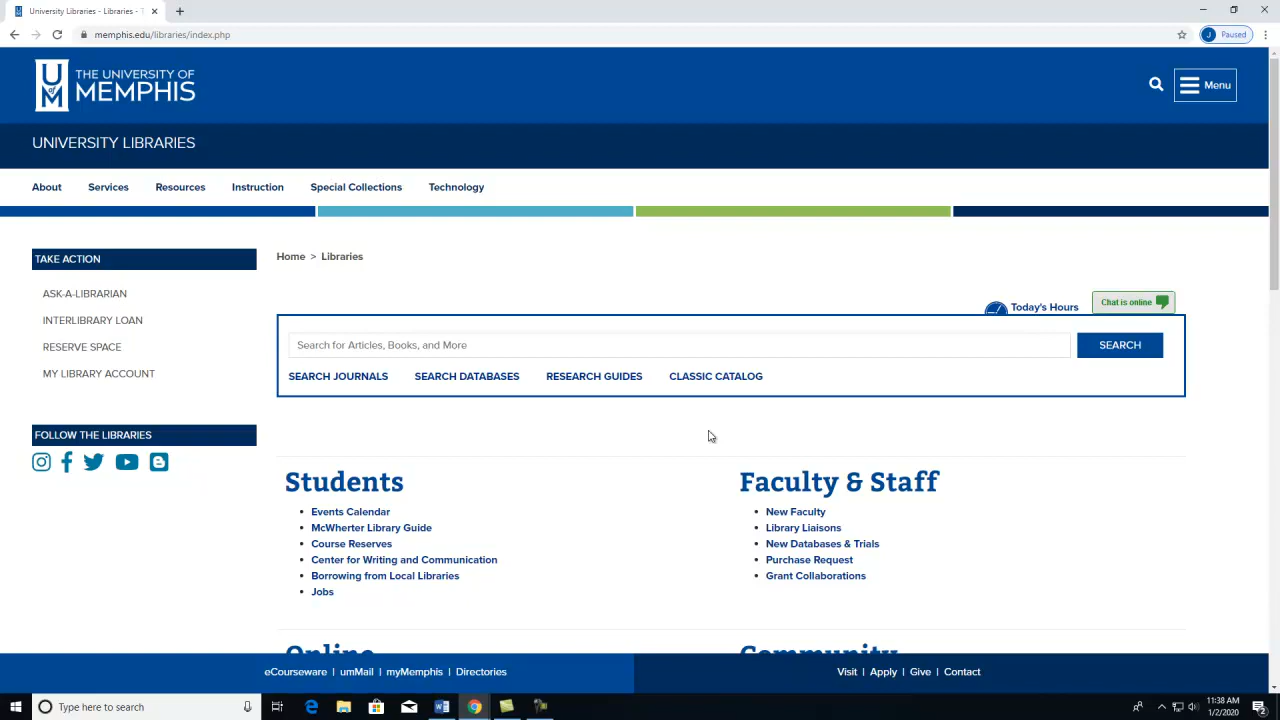 University Libraries - Libraries - T
memphis.edu/libraries/index.php
J Paused
U of M THE UNIVERSITY OF
MEMPHIS
Menu
UNIVERSITY LIBRARIES
About Services Resources Instruction Special Collections Technology
TAKE ACTION
ASK-A-LIBRARIAN
INTERLIBRARY LOAN
RESERVE SPACE
MY LIBRARY ACCOUNT
FOLLOW THE LIBRARIES
Home > Libraries
Today's Hours Chat is online
Search for Articles, Books, and More SEARCH
SEARCH JOURNALS SEARCH DATABASES RESEARCH GUIDES CLASSIC CATALOG
Students
Events Calendar
McWherter Library Guide
Course Reserves
Center for Writing and Communication
Borrowing from Local Libraries
Jobs
Faculty & Staff
New Faculty
Library Liaisons
New Databases & Trials
Purchase Request
Grant Collaborations
Online
Community
eCourseware | umMail | myMemphis | Directories
Visit | Apply | Give | Contact
Type here to search
11:38 AM
1/2/2020
2